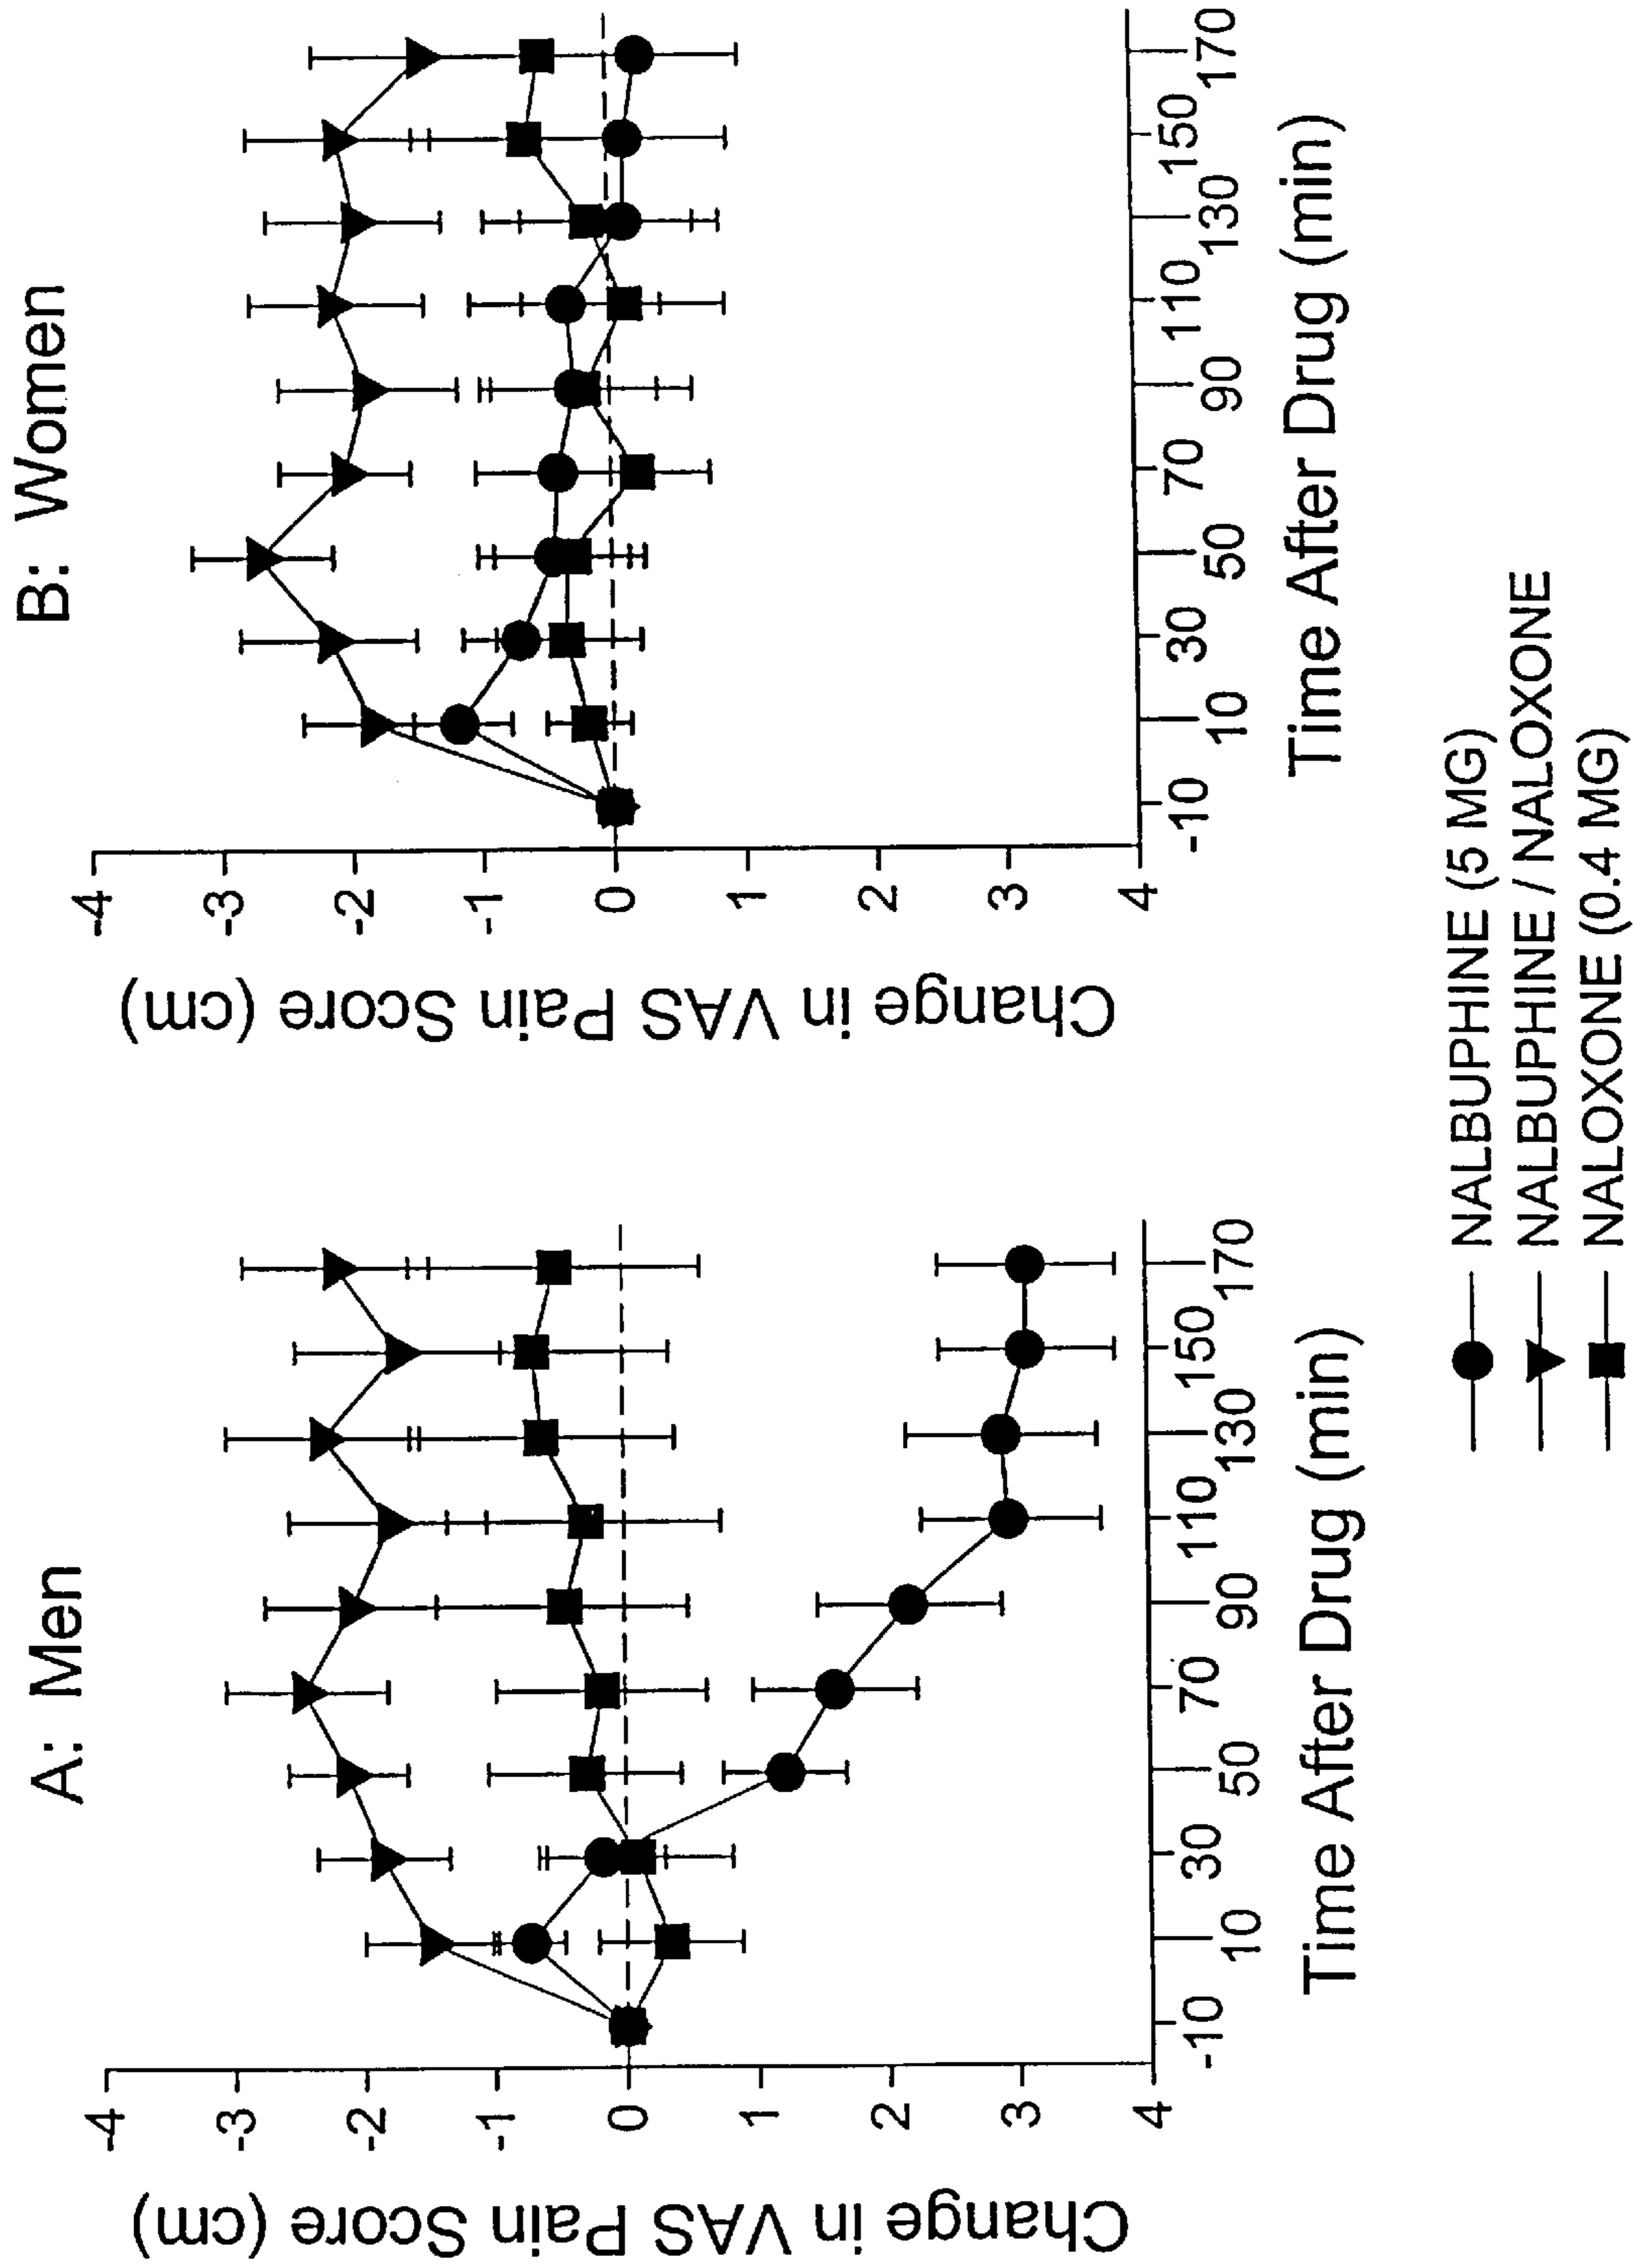 A: Men
Change in VAS Pain Score (cm)
-4
-3
-2
-1
0
1
2
3
4
-10 10 30 50 70 90 110 130 150 170
Time After Drug (min)
B: Women
Change in VAS Pain Score (cm)
-4
-3
-2
-1
0
1
2
3
4
-10 10 30 50 70 90 110 130 150 170
Time After Drug (min)
NALBUPHINE (5 MG)
NALBUPHINE / NALOXONE
NALOXONE (0.4 MG)